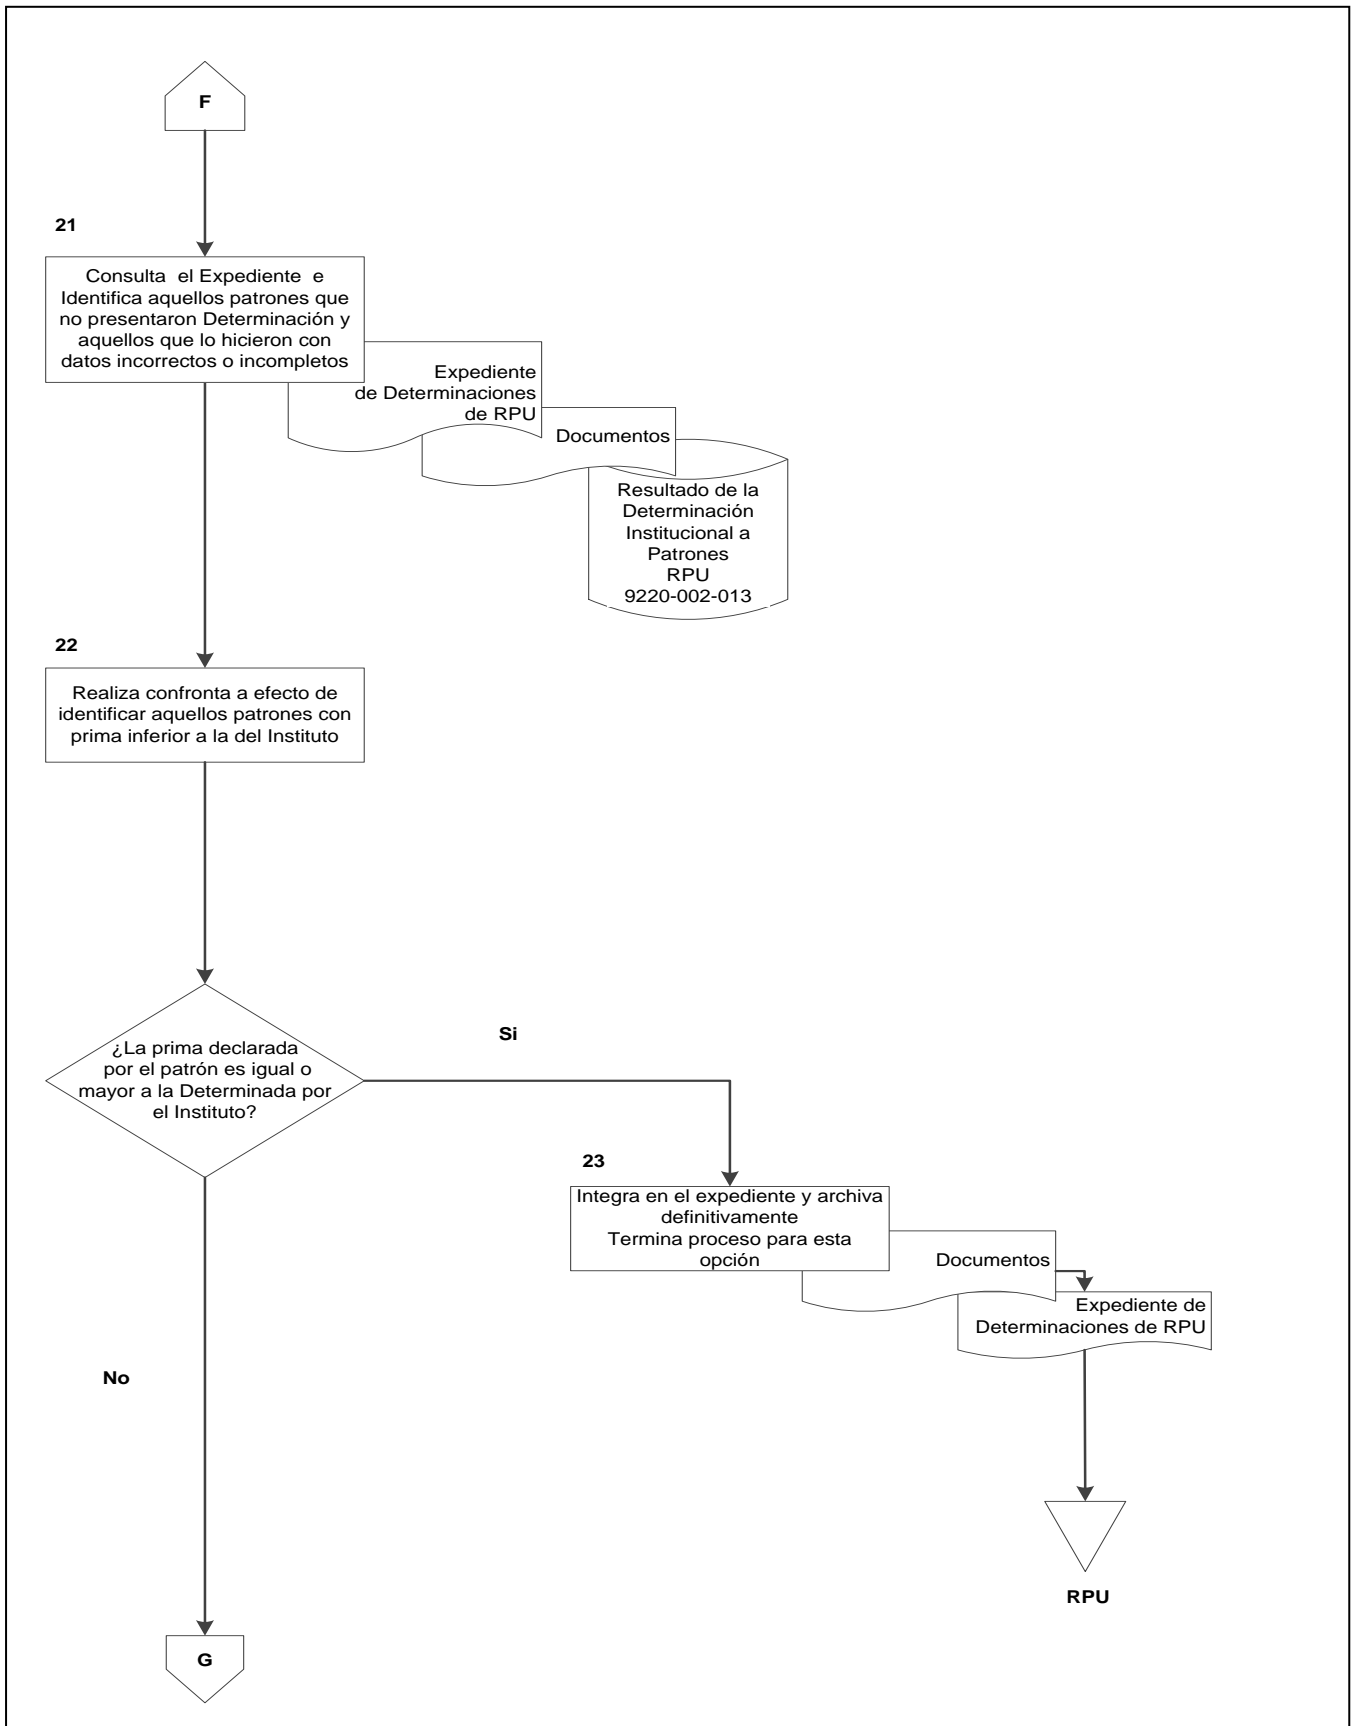 F
21
Consulta el Expediente e
Identifica aquellos patrones que
no presentaron Determinación y
aquellos que lo hicieron con
datos incorrectos o incompletos
Expediente
de Determinaciones
de RPU
Documentos
Resultado de la
Determinación
Institucional a
Patrones
RPU
9220-002-013
22
Realiza confronta a efecto de
identificar aquellos patrones con
prima inferior a la del Instituto
¿La prima declarada
por el patrón es igual o
mayor a la Determinada por
el Instituto?
Si
23
Integra en el expediente y archiva
definitivamente
Termina proceso para esta
opción
Documentos
Expediente de
Determinaciones de RPU
No
RPU
G